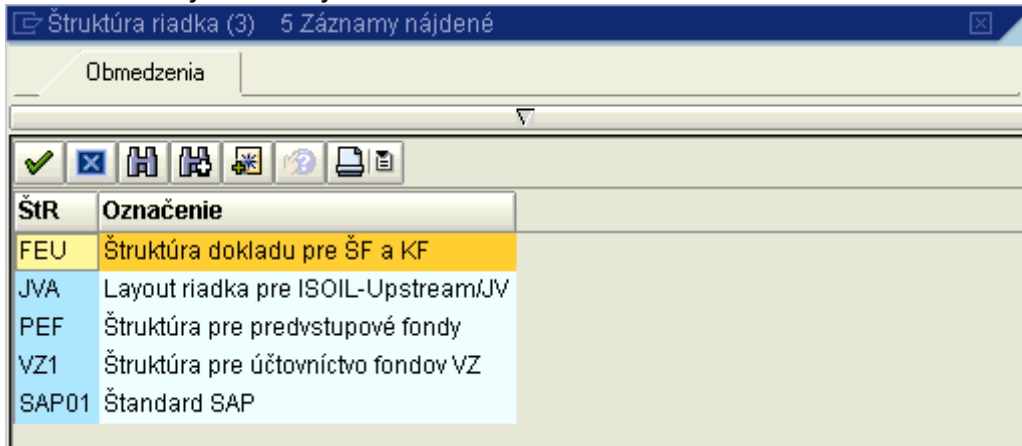 Štruktúra riadka (3) 5 Záznamy nájdené
Obmedzenia
ŠtR Označenie
FEU Štruktúra dokladu pre ŠF a KF
JVA Layout riadka pre ISOIL-Upstream/JV
PEF Štruktúra pre predvstupové fondy
VZ1 Štruktúra pre účtovníctvo fondov VZ
SAP01 Štandard SAP